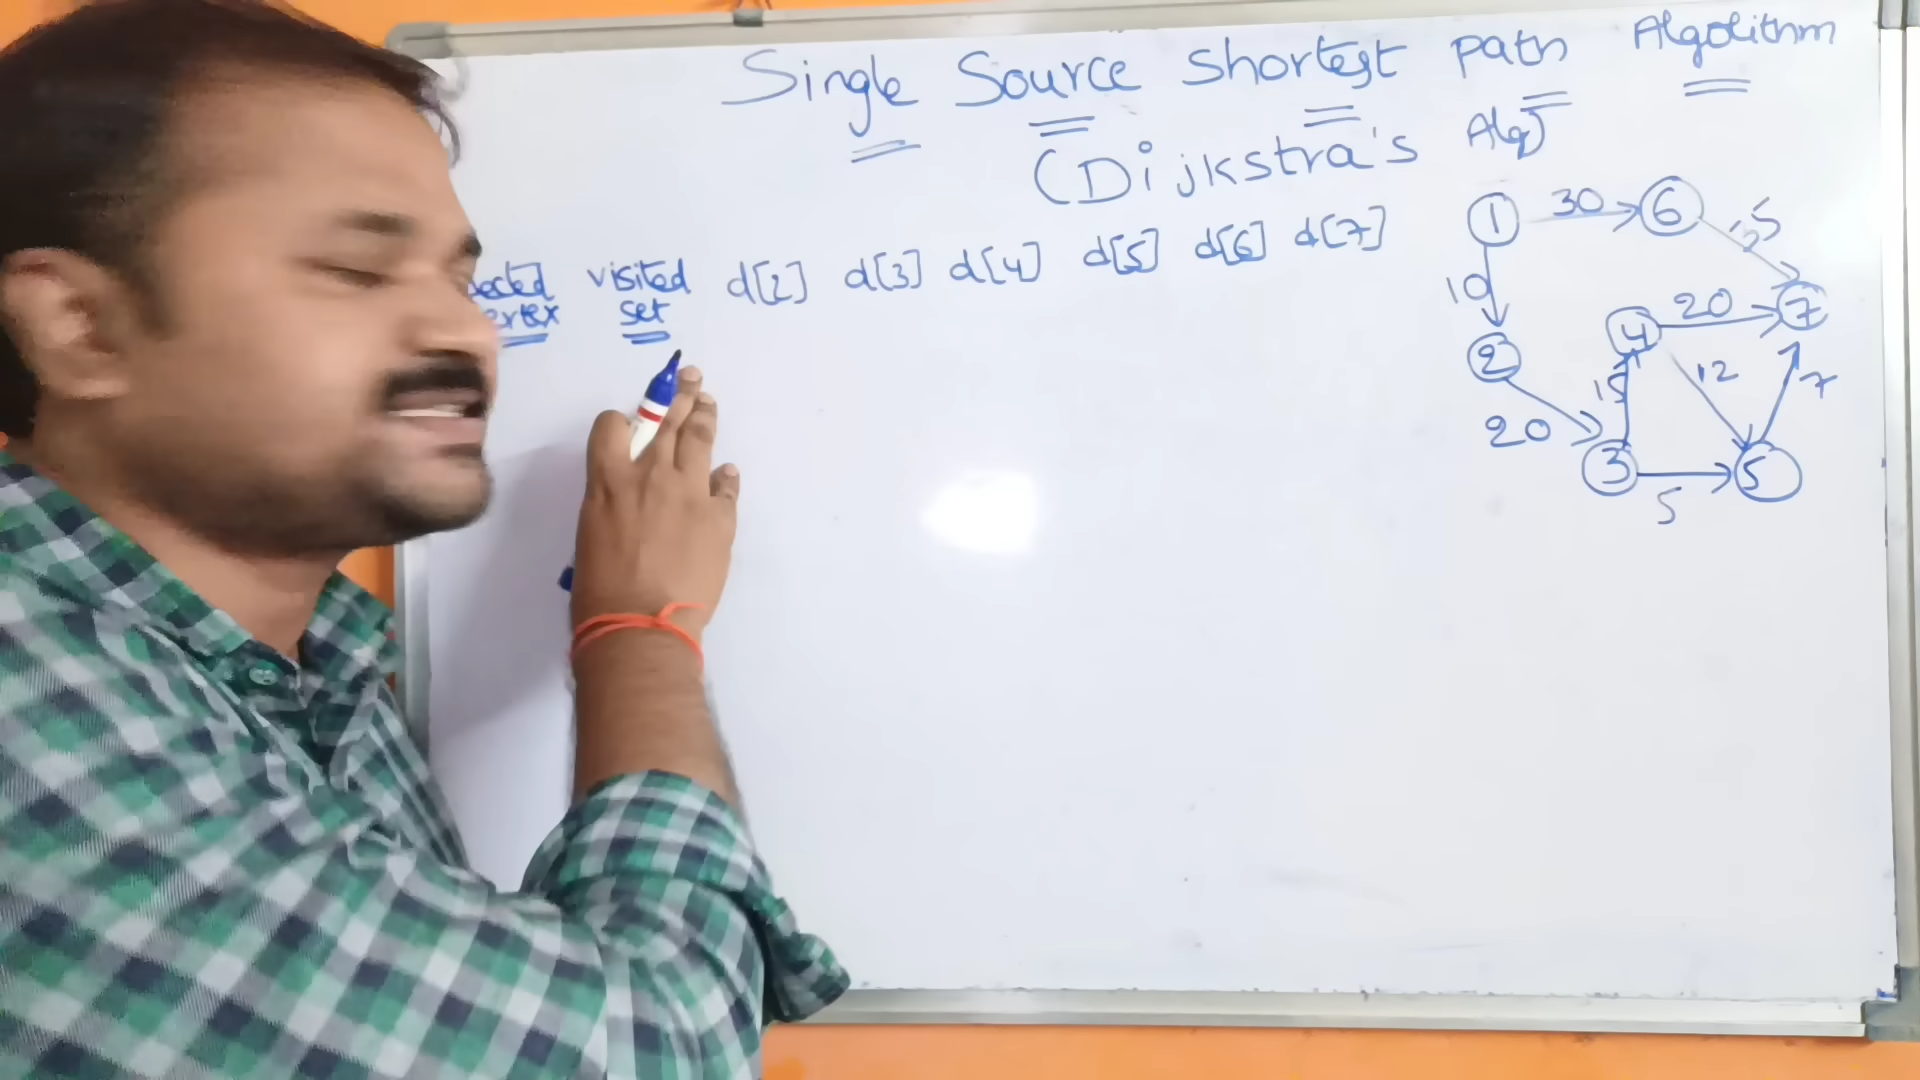 Single Source Shortest path Algorithm
(Dijkstra's Alg)
visited set d[2] d[3] d[4] d[5] d[6] d[7]
1 30 6
10
20 7
4
2 12 7
15
20
3 5
5